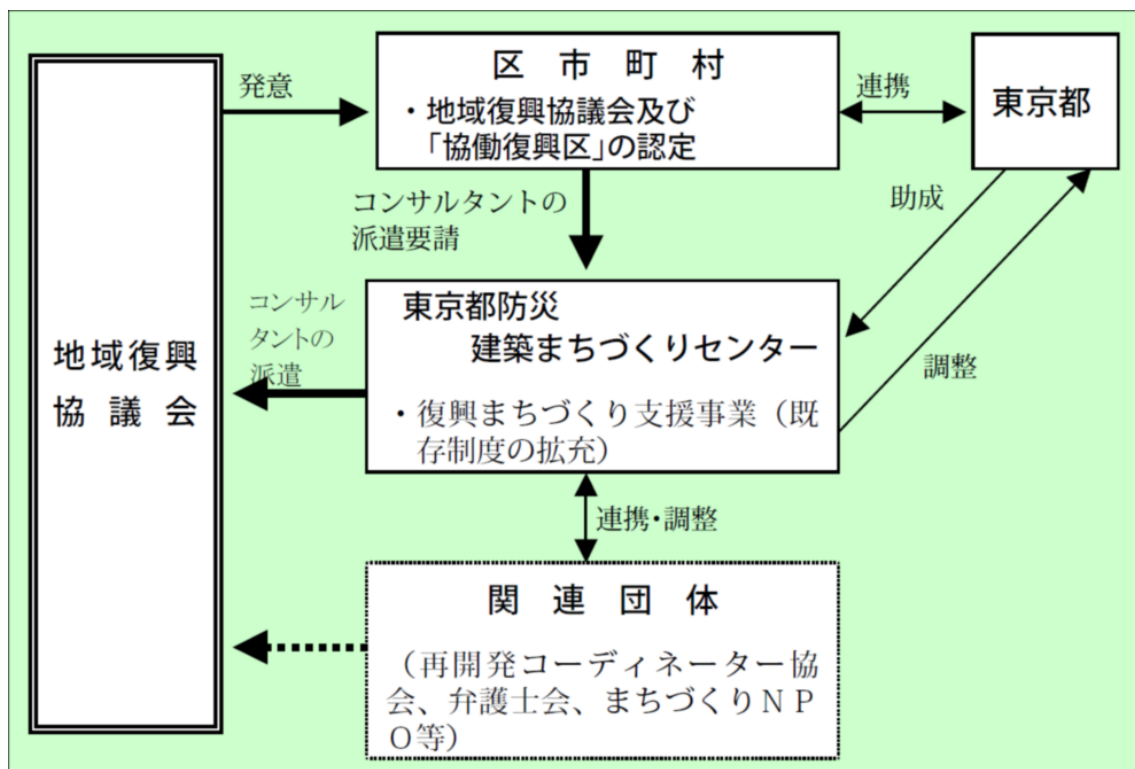 地域復興
協議会
発意
区市町村
・地域復興協議会及び
「協働復興区」の認定
連携
東京都
コンサルタントの
派遣要請
助成
コンサル
タントの
派遣
東京都防災
建築まちづくりセンター
・復興まちづくり支援事業（既
存制度の拡充）
調整
連携・調整
関連団体
（再開発コーディネーター協
会、弁護士会、まちづくりＮＰ
Ｏ等）